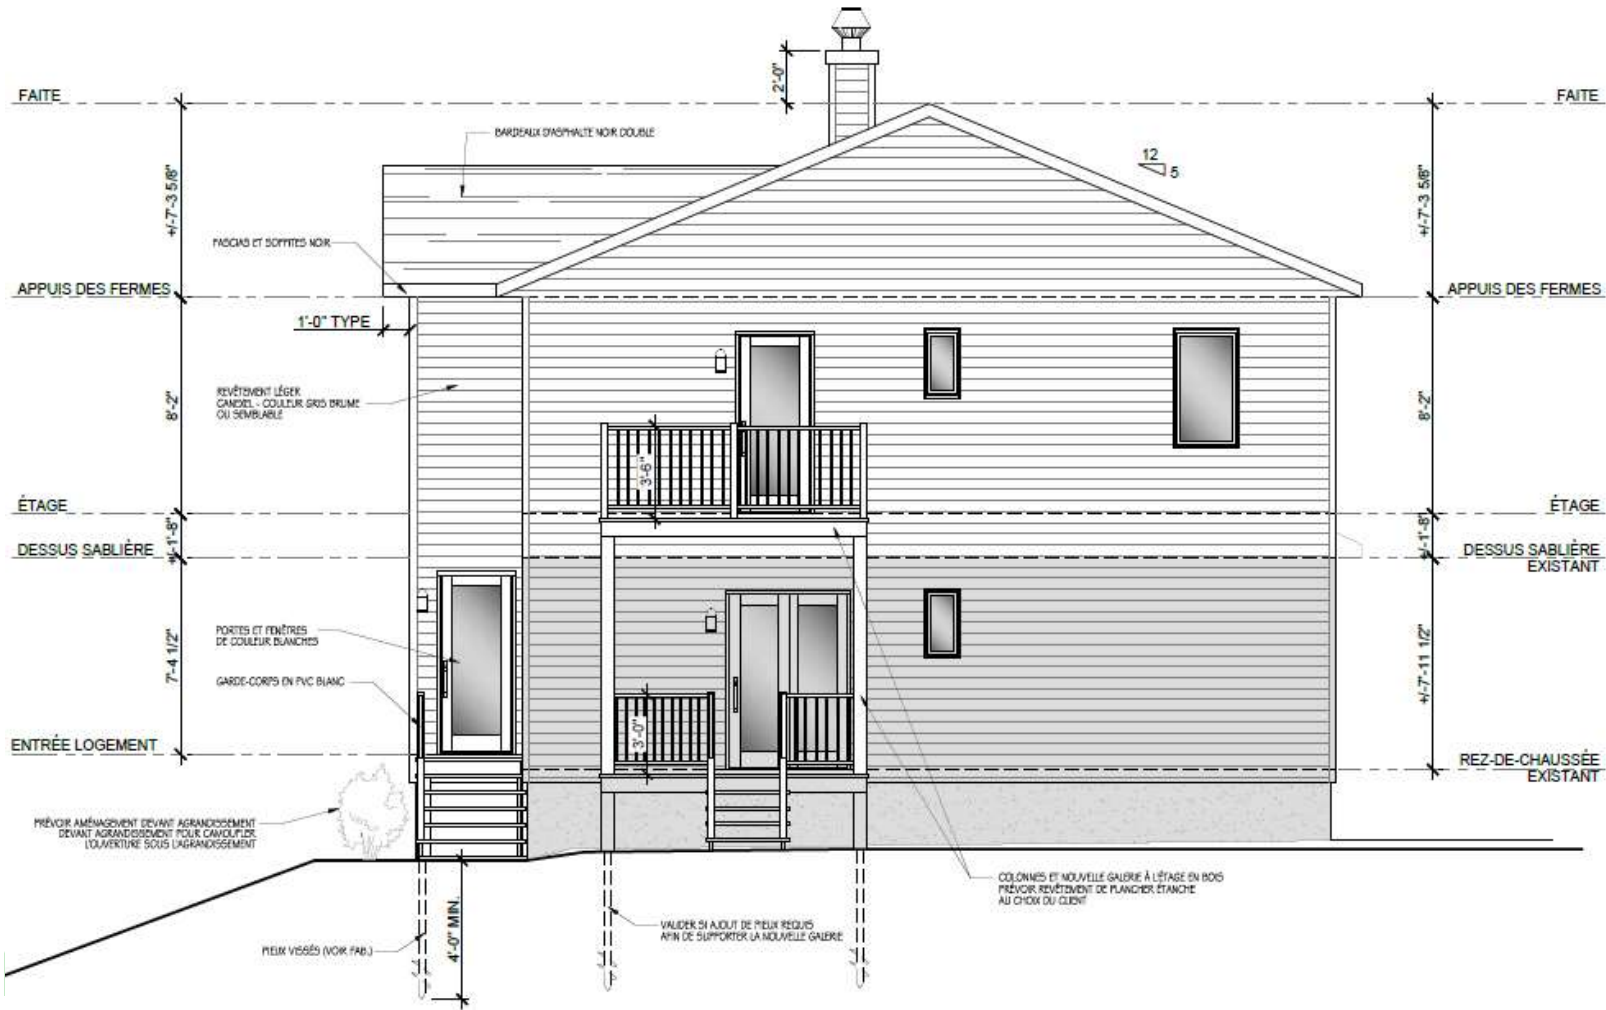 2'-0"
FAITE
FAITE
BARDEAUX D'ASPHALTE NOIR DOUBLE
12
5
+/-7'-3 5/8"
+/-7'-3 5/8"
FASCIAS ET SOFFITES NOIR
APPUIS DES FERMES
APPUIS DES FERMES
1'-0" TYPE
REVÊTEMENT LÉGER
CANEXEL - COULEUR GRIS BRUME
OU SEMBLABLE
8'-2"
8'-2"
3'-6"
ÉTAGE
ÉTAGE
+/-1'-8"
+/-1'-8"
DESSUS SABLIÈRE
DESSUS SABLIÈRE
EXISTANT
PORTES ET FENÊTRES
DE COULEUR BLANCHES
7'-4 1/2"
+/-7'-11 1/2"
GARDE-CORPS EN PVC BLANC
3'-0"
ENTRÉE LOGEMENT
REZ-DE-CHAUSSÉE
EXISTANT
PRÉVOIR AMÉNAGEMENT DEVANT AGRANDISSEMENT
DEVANT AGRANDISSEMENT POUR CAMOUFLER
L'OUVERTURE SOUS L'AGRANDISSEMENT
COLONNES ET NOUVELLE GALERIE À L'ÉTAGE EN BOIS
PRÉVOIR REVÊTEMENT DE PLANCHER ÉTANCHE
AU CHOIX DU CLIENT
4'-0" MIN.
VALIDER SI AJOUT DE PIEUX REQUIS
AFIN DE SUPPORTER LA NOUVELLE GALERIE
PIEUX VISSÉS (VOIR FAB.)